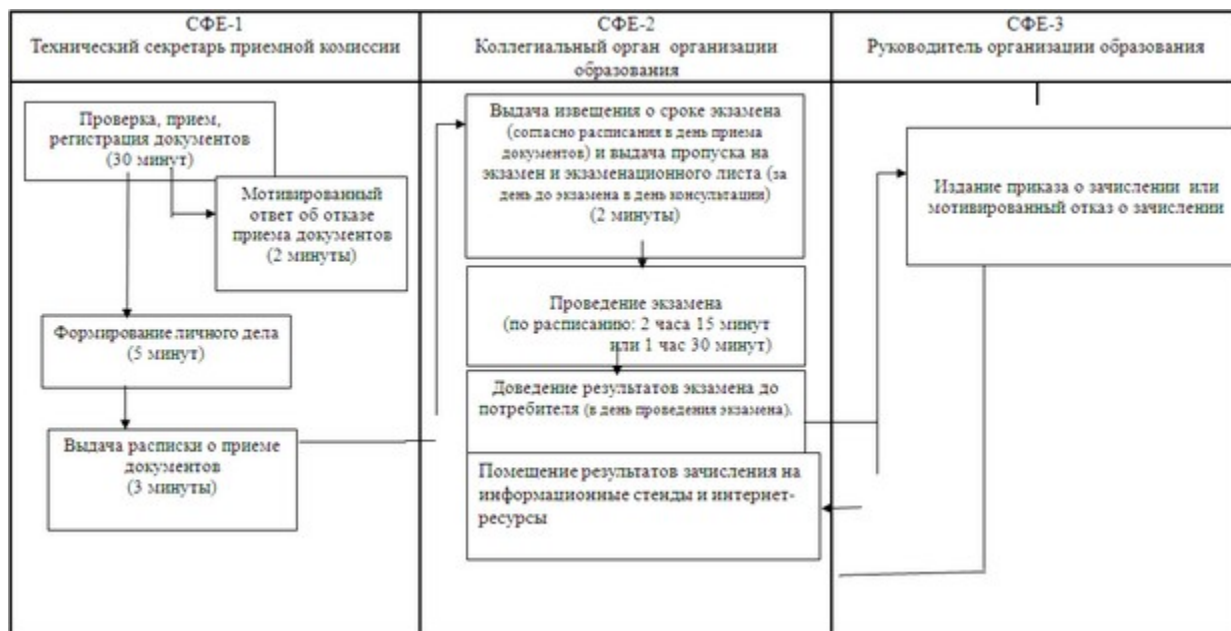 СФЕ-1
Технический секретарь приемной комиссии
СФЕ-2
Коллегиальный орган организации
образования
СФЕ-3
Руководитель организации образования
Проверка, прием,
регистрация документов
(30 минут)
Мотивированный
ответ об отказе
приема документов
(2 минуты)
Формирование личного дела
(5 минут)
Выдача расписки о приеме
документов
(3 минуты)
Выдача извещения о сроке экзамена
(согласно расписания в день приема
документов) и выдача пропуска на
экзамен и экзаменационного листа (за
день до экзамена в день консультации)
(2 минуты)
Проведение экзамена
(по расписанию: 2 часа 15 минут
или 1 час 30 минут)
Доведение результатов экзамена до
потребителя (в день проведения экзамена).
Помещение результатов зачисления на
информационные стенды и интернет-
ресурсы
Издание приказа о зачислении или
мотивированный отказ о зачислении